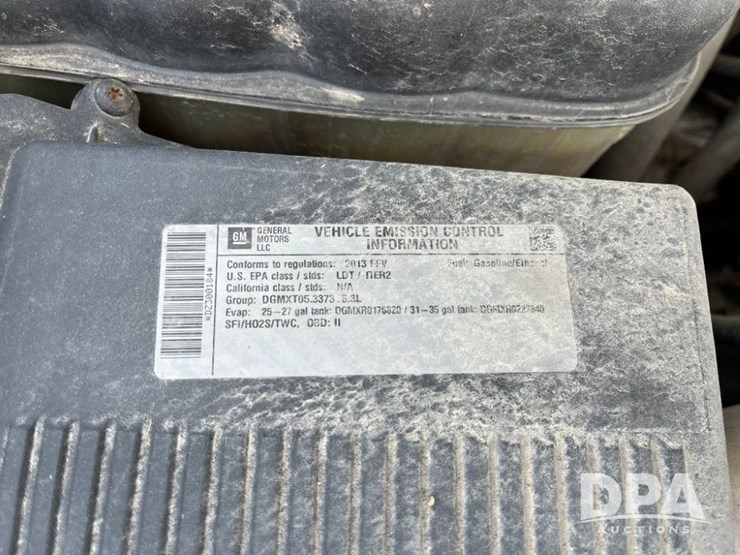 GM GENERAL MOTORS LLC
VEHICLE EMISSION CONTROL INFORMATION
Conforms to regulations: 2013 FFV Fuel: Gasoline/Ethanol
U.S. EPA class / stds: LDT / TIER2
California class / stds: N/A
Group: DGMXT05.3373 5.3L
Evap: 25-27 gal tank: / 31-35 gal tank:
SFI/HO2S/TWC, OBD: II
*DZ300184*
DPA
AUCTIONS